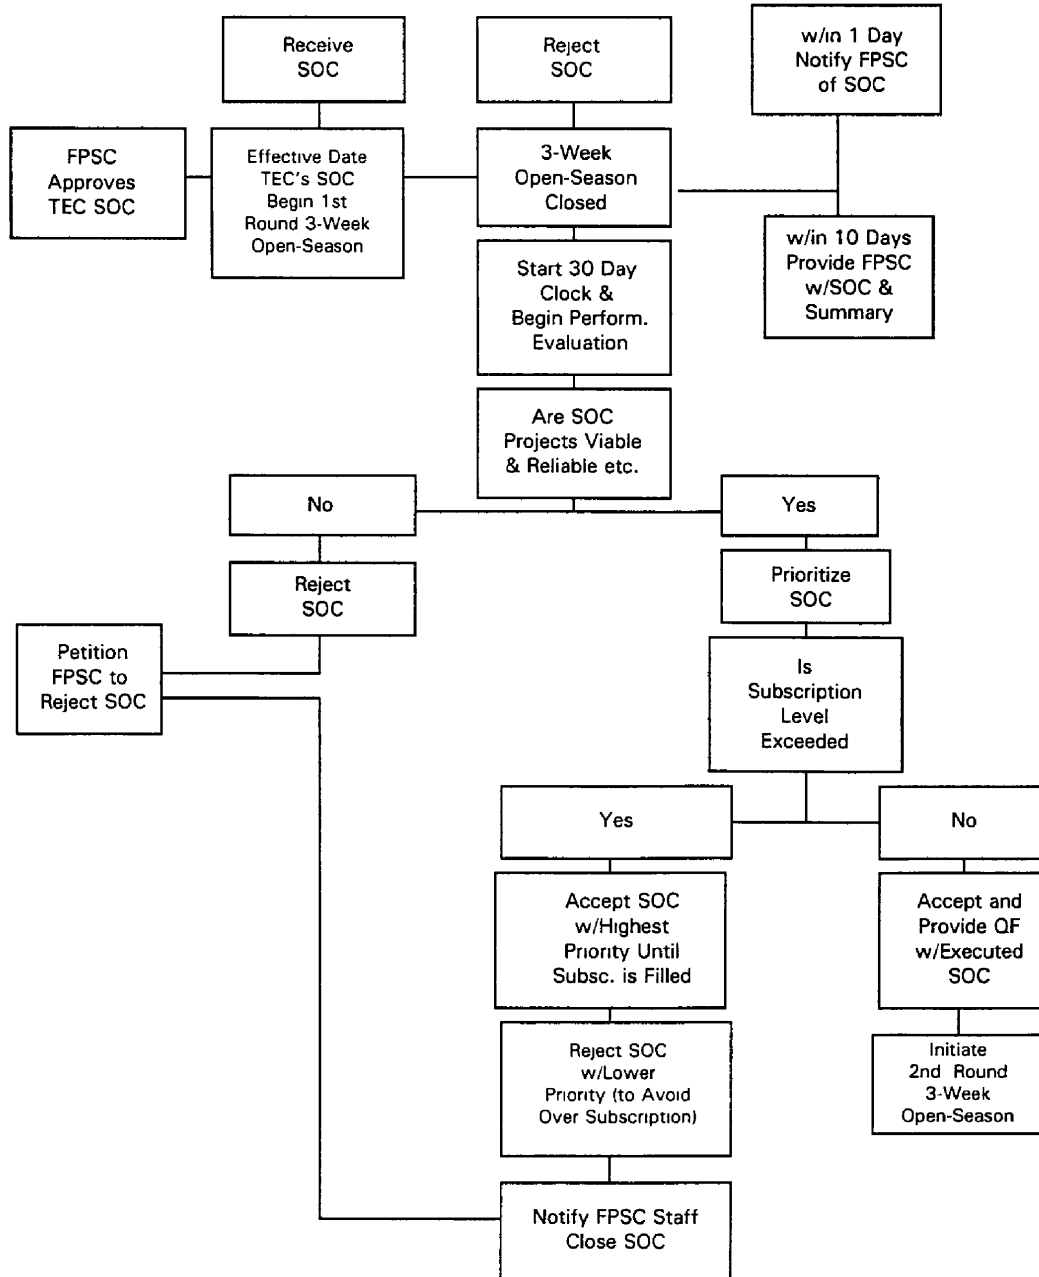 Receive
SOC
Reject
SOC
w/in 1 Day
Notify FPSC
of SOC
FPSC
Approves
TEC SOC
Effective Date
TEC's SOC
Begin 1st
Round 3-Week
Open-Season
3-Week
Open-Season
Closed
w/in 10 Days
Provide FPSC
w/SOC &
Summary
Start 30 Day
Clock &
Begin Perform.
Evaluation
Are SOC
Projects Viable
& Reliable etc.
No
Yes
Reject
SOC
Prioritize
SOC
Petition
FPSC to
Reject SOC
Is
Subscription
Level
Exceeded
Yes
No
Accept SOC
w/Highest
Priority Until
Subsc. is Filled
Accept and
Provide QF
w/Executed
SOC
Reject SOC
w/Lower
Priority (to Avoid
Over Subscription)
Initiate
2nd Round
3-Week
Open-Season
Notify FPSC Staff
Close SOC